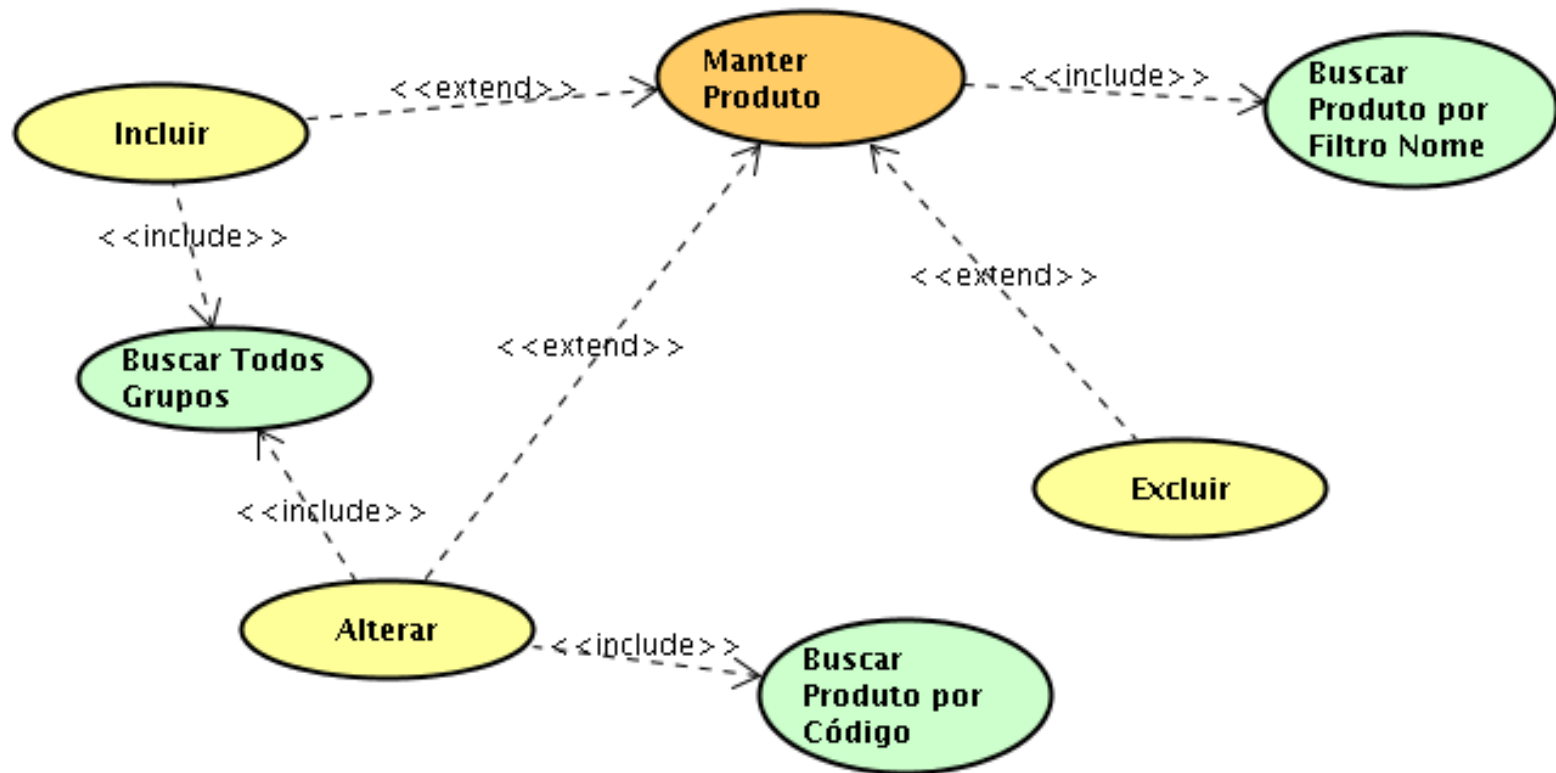 Manter
Produto
<<extend>>
<<include>>
Buscar
Produto por
Filtro Nome
Incluir
<<include>>
<<extend>>
<<extend>>
Buscar Todos
Grupos
Excluir
<<include>>
Alterar
<<include>>
Buscar
Produto por
Código